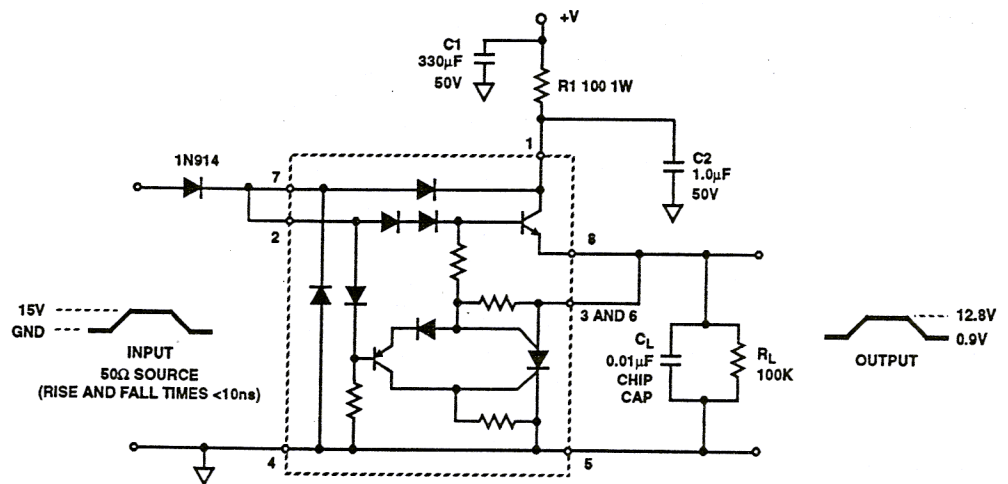 +V
C1
330µF
50V
R1 100 1W
1
C2
1.0µF
50V
1N914
7
2
8
3 AND 6
15V
GND
INPUT
50Ω SOURCE
(RISE AND FALL TIMES <10ns)
CL
0.01µF
CHIP
CAP
RL
100K
12.8V
0.9V
OUTPUT
4
5